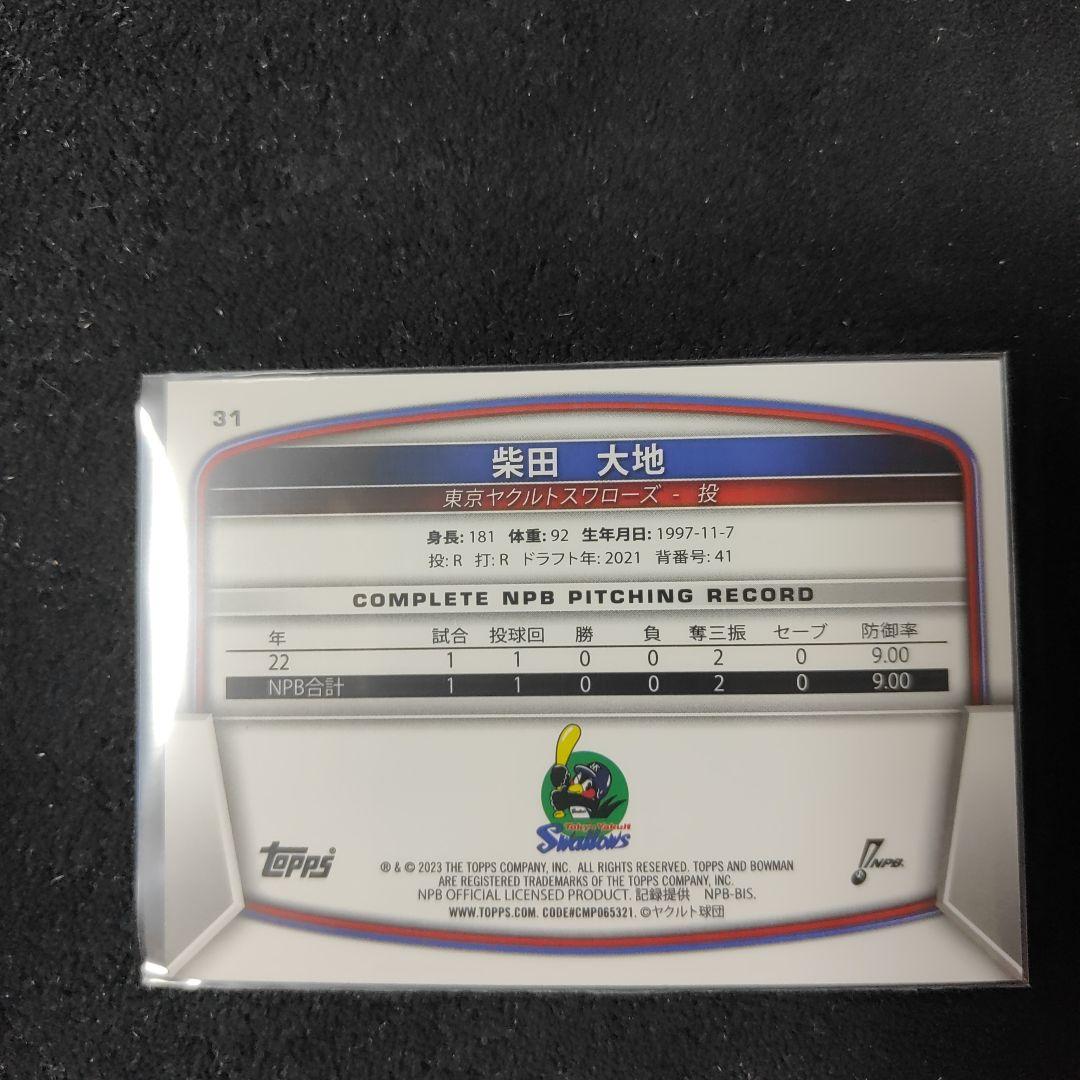 31
柴田 大地
東京ヤクルトスワローズ - 投
身長: 181 体重: 92 生年月日: 1997-11-7
投: R 打: R ドラフト年: 2021 背番号: 41
COMPLETE NPB PITCHING RECORD
年 試合 投球回 勝 負 奪三振 セーブ 防御率
22 1 1 0 0 2 0 9.00
NPB合計 1 1 0 0 2 0 9.00
Tokyo Yakult
Swallows
topps
® & © 2023 THE TOPPS COMPANY, INC. ALL RIGHTS RESERVED. TOPPS AND BOWMAN
ARE REGISTERED TRADEMARKS OF THE TOPPS COMPANY, INC.
NPB OFFICIAL LICENSED PRODUCT. 記録提供 NPB-BIS.
WWW.TOPPS.COM. CODE#CMP065321. ©ヤクルト球団
NPB.